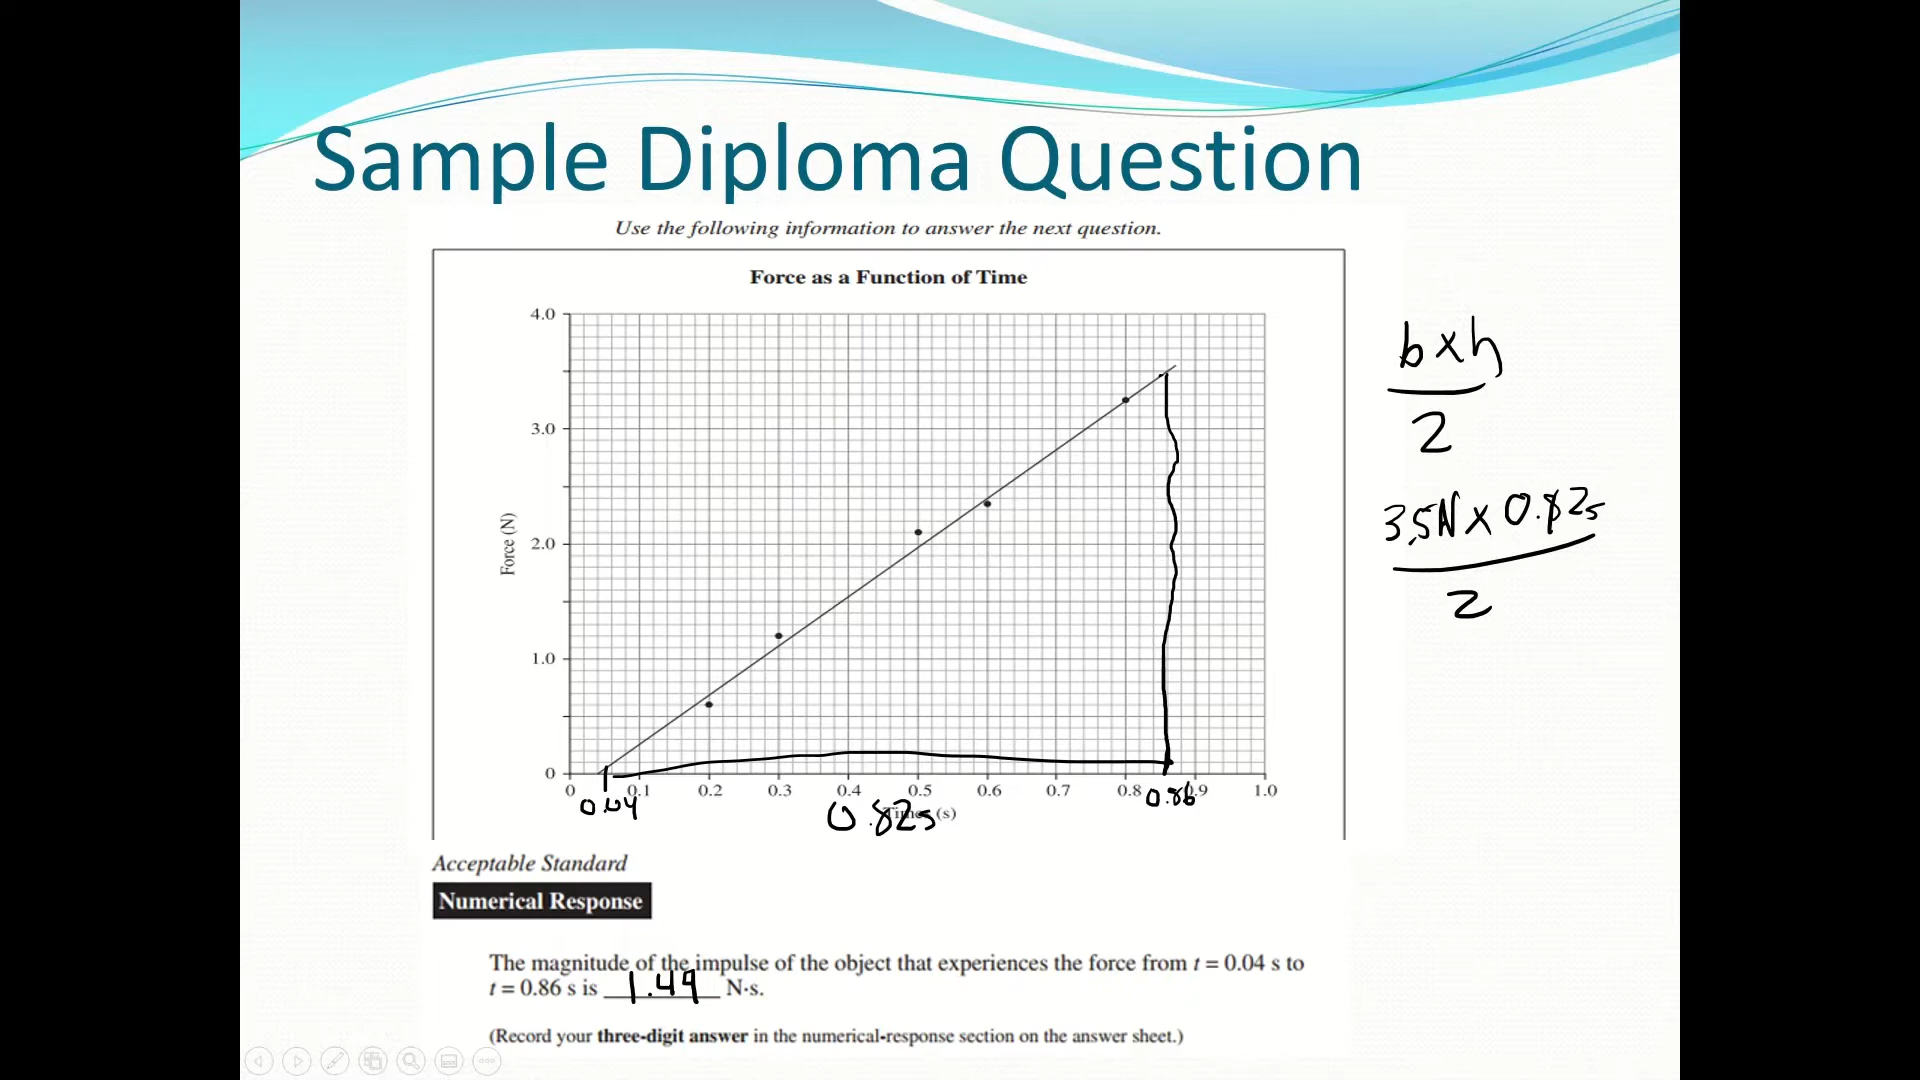 Sample Diploma Question
Use the following information to answer the next question.
Force as a Function of Time
4.0
3.0
2.0
1.0
0
Force (N)
0 0.1 0.2 0.3 0.4 0.5 0.6 0.7 0.8 0.9 1.0
0.04 0.86
0.82s
Time (s)
b x h
2
3.5N x 0.82s
2
Acceptable Standard
Numerical Response
The magnitude of the impulse of the object that experiences the force from t = 0.04 s to
t = 0.86 s is 1.49 N·s.
(Record your three-digit answer in the numerical-response section on the answer sheet.)